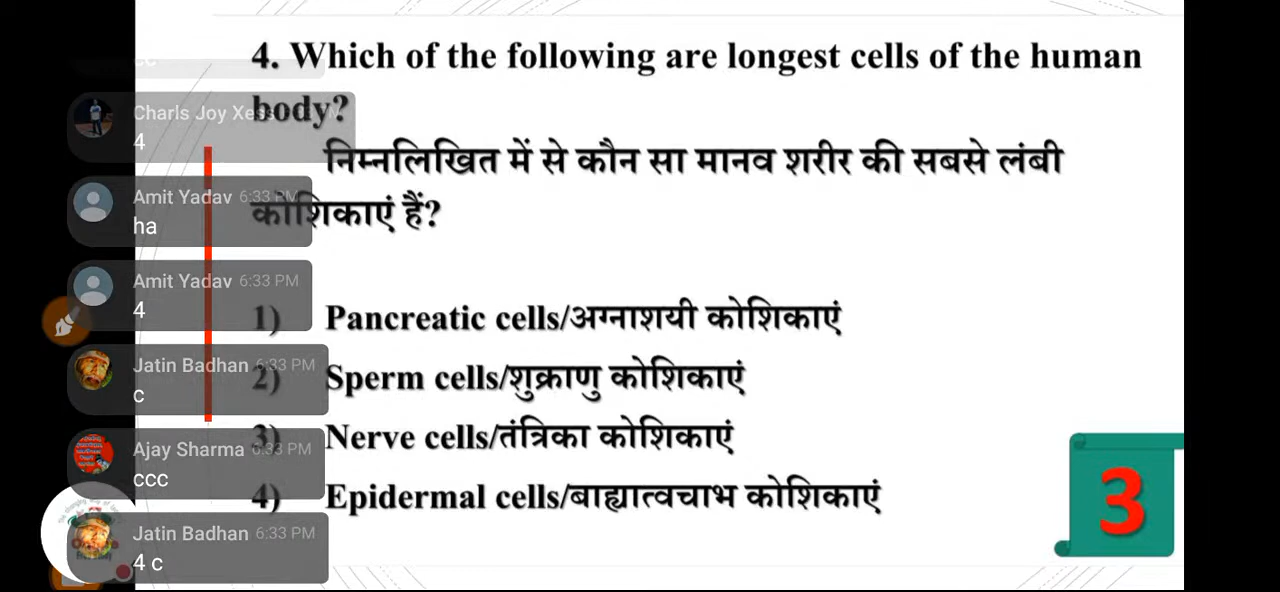 4. Which of the following are longest cells of the human
body?
निम्नलिखित में से कौन सा मानव शरीर की सबसे लंबी
कोशिकाएं हैं?
1) Pancreatic cells/अग्नाशयी कोशिकाएं
2) Sperm cells/शुक्राणु कोशिकाएं
3) Nerve cells/तंत्रिका कोशिकाएं
4) Epidermal cells/बाह्यात्वचाभ कोशिकाएं
3
cc
Charls Joy Xess
4
Amit Yadav 6:33 PM
ha
Amit Yadav 6:33 PM
4
Jatin Badhan 6:33 PM
c
Ajay Sharma 6:33 PM
ccc
Jatin Badhan 6:33 PM
4 c